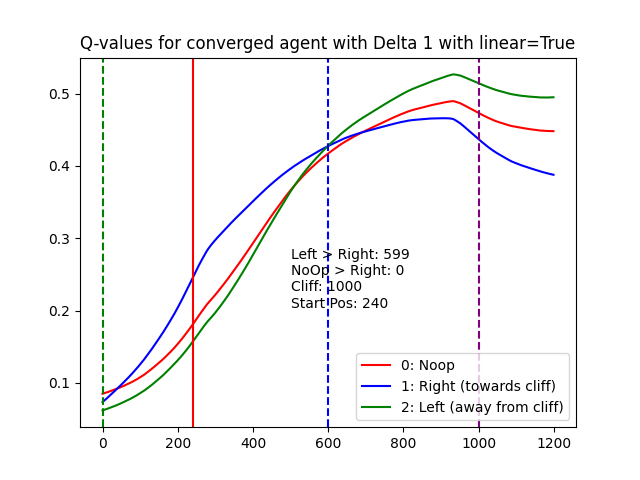 Q-values for converged agent with Delta 1 with linear=True
0.5
0.4
0.3
0.2
0.1
Left > Right: 599
NoOp > Right: 0
Cliff: 1000
Start Pos: 240
0: Noop
1: Right (towards cliff)
2: Left (away from cliff)
0 200 400 600 800 1000 1200